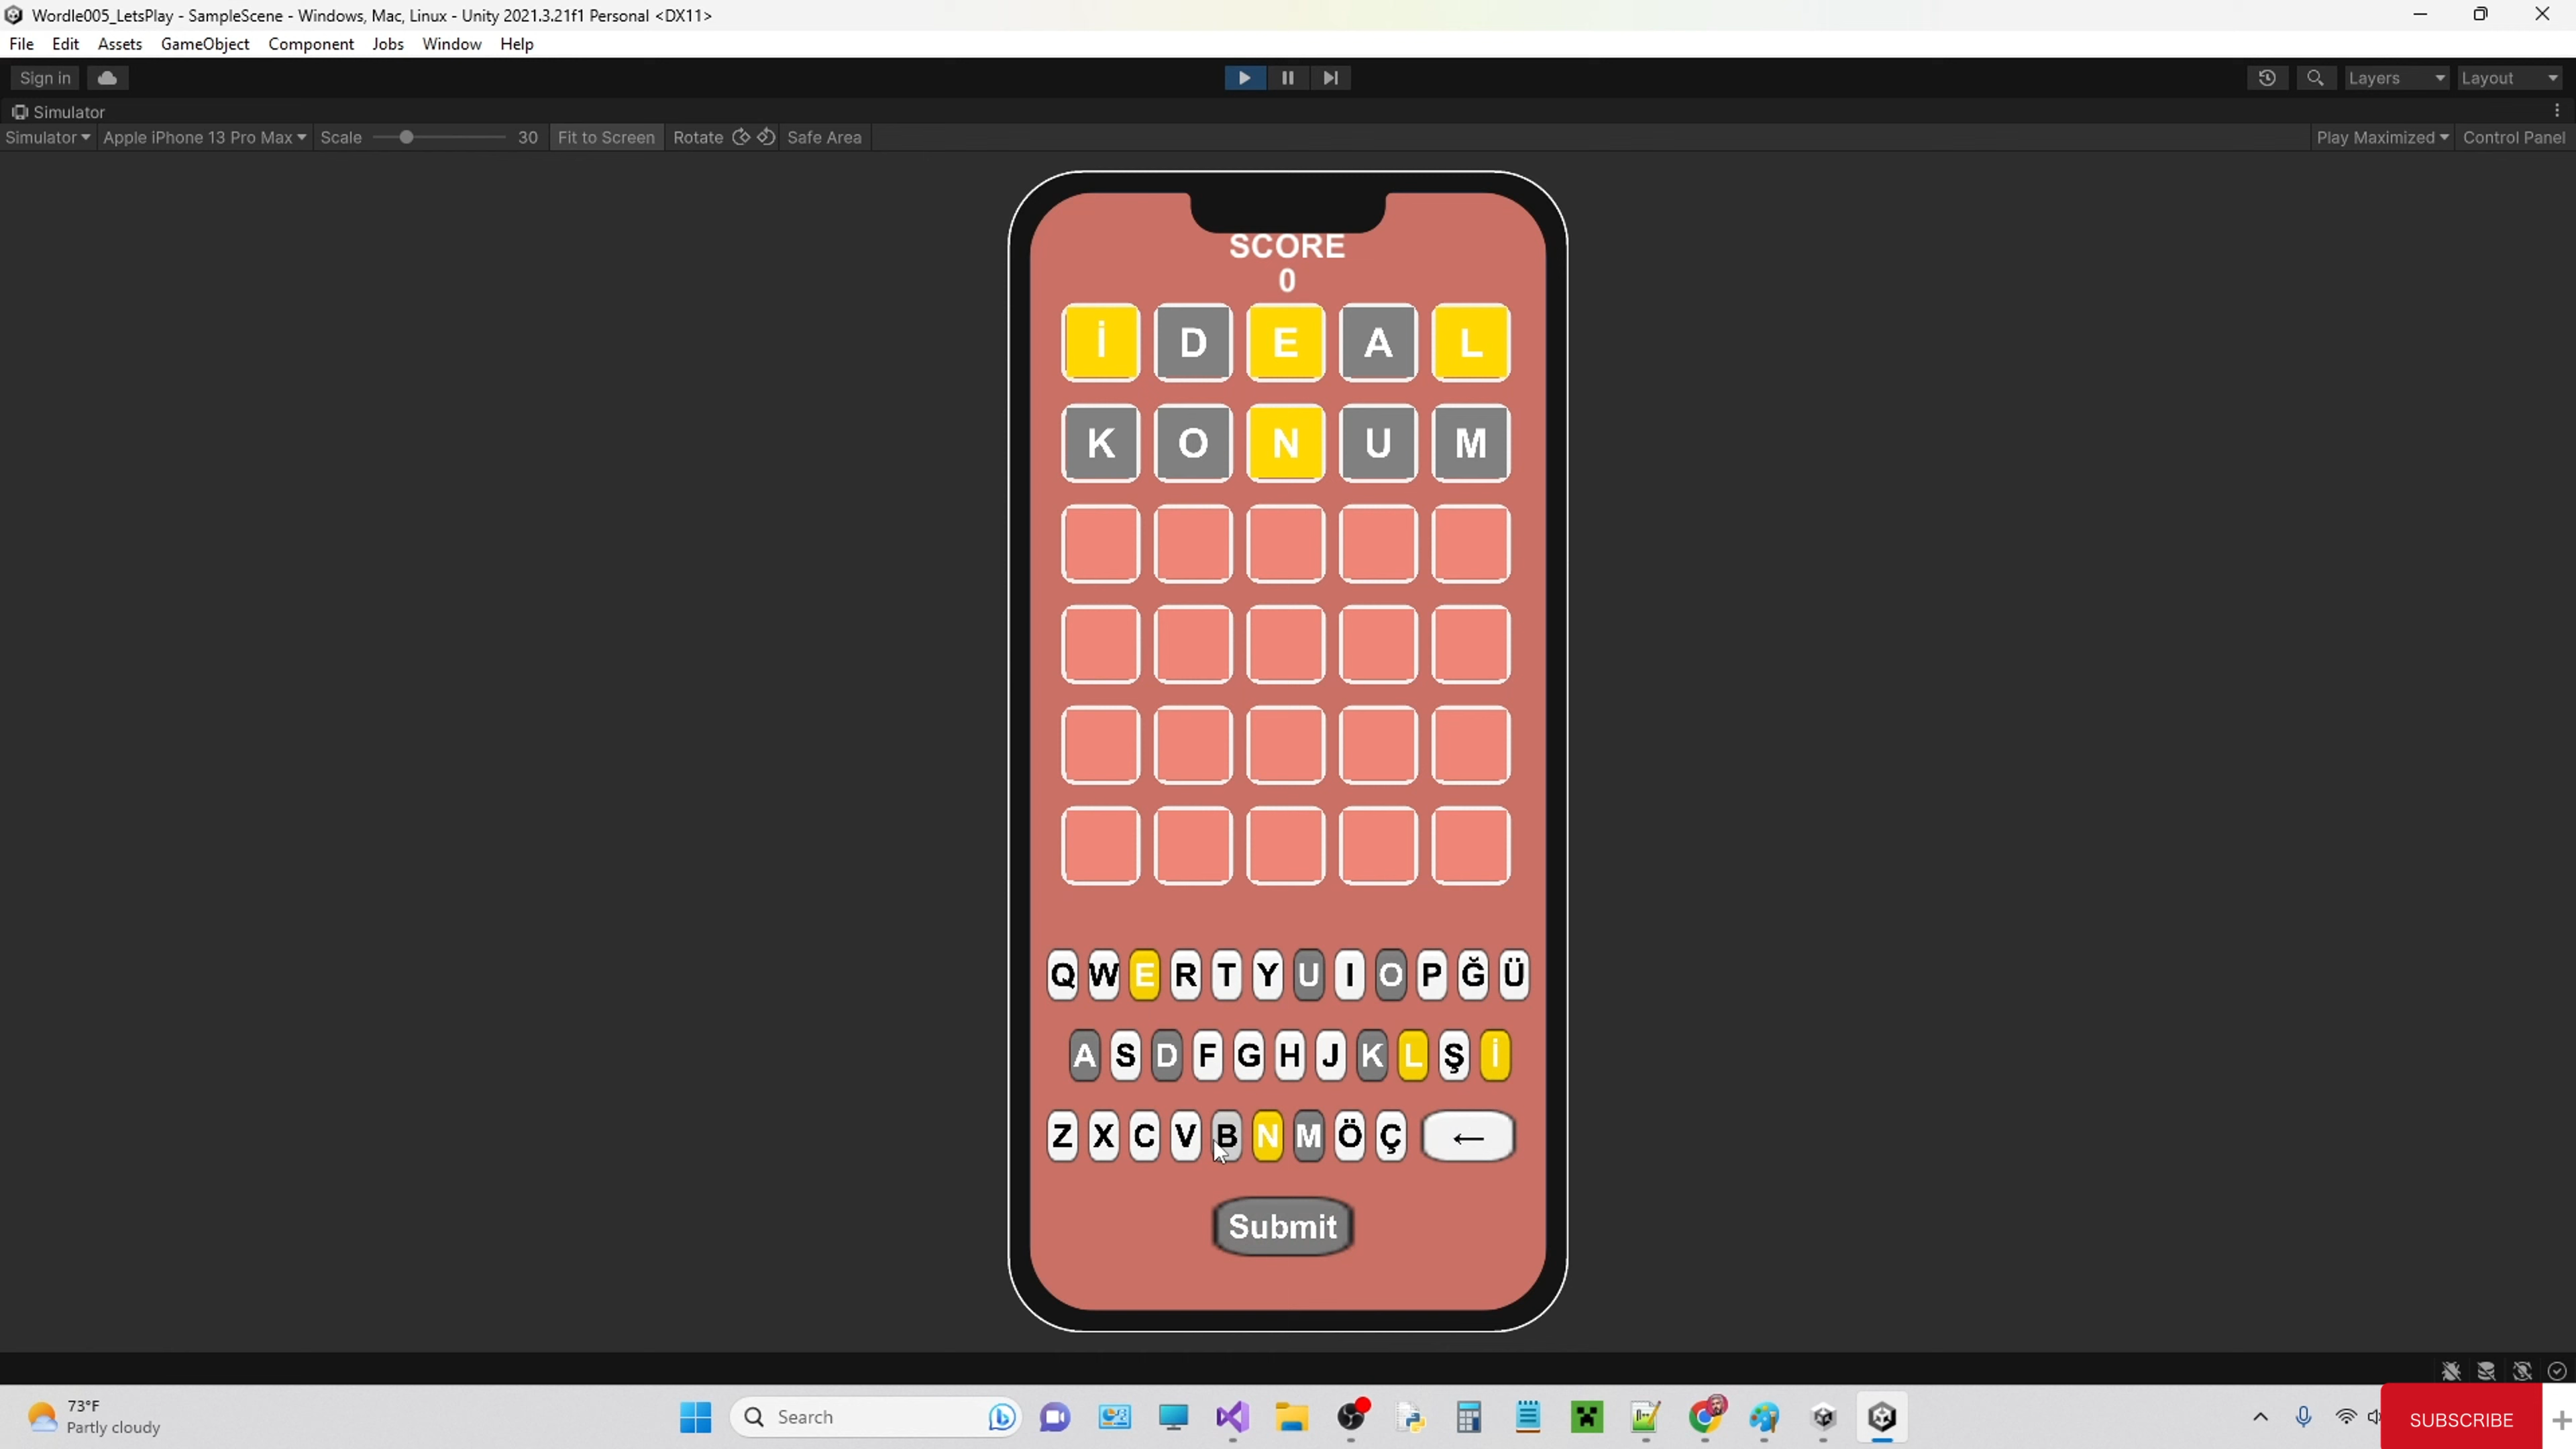 Wordle005_LetsPlay - SampleScene - Windows, Mac, Linux - Unity 2021.3.21f1 Personal <DX11>
File Edit Assets GameObject Component Jobs Window Help
Sign in Layers Layout
Simulator
Simulator Apple iPhone 13 Pro Max Scale 30 Fit to Screen Rotate Safe Area Play Maximized Control Panel
SCORE
0
İ D E A L
K O N U M
Q W E R T Y U I O P Ğ Ü
A S D F G H J K L Ş İ
Z X C V B N M Ö Ç ←
Submit
73°F
Partly cloudy
Search
SUBSCRIBE